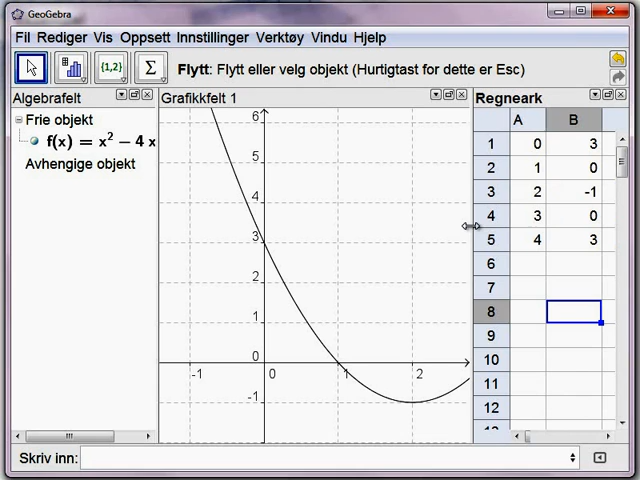 GeoGebra
Fil Rediger Vis Oppsett Innstillinger Verktøy Vindu Hjelp
{1,2} Σ Flytt: Flytt eller velg objekt (Hurtigtast for dette er Esc)
Algebrafelt
Frie objekt
f(x) = x² − 4 x
Avhengige objekt
Grafikkfelt 1
6
5
4
3
2
1
0
-1
-1 0 1 2
Regneark
A B
1 0 3
2 1 0
3 2 -1
4 3 0
5 4 3
6
7
8
9
10
11
12
Skriv inn: